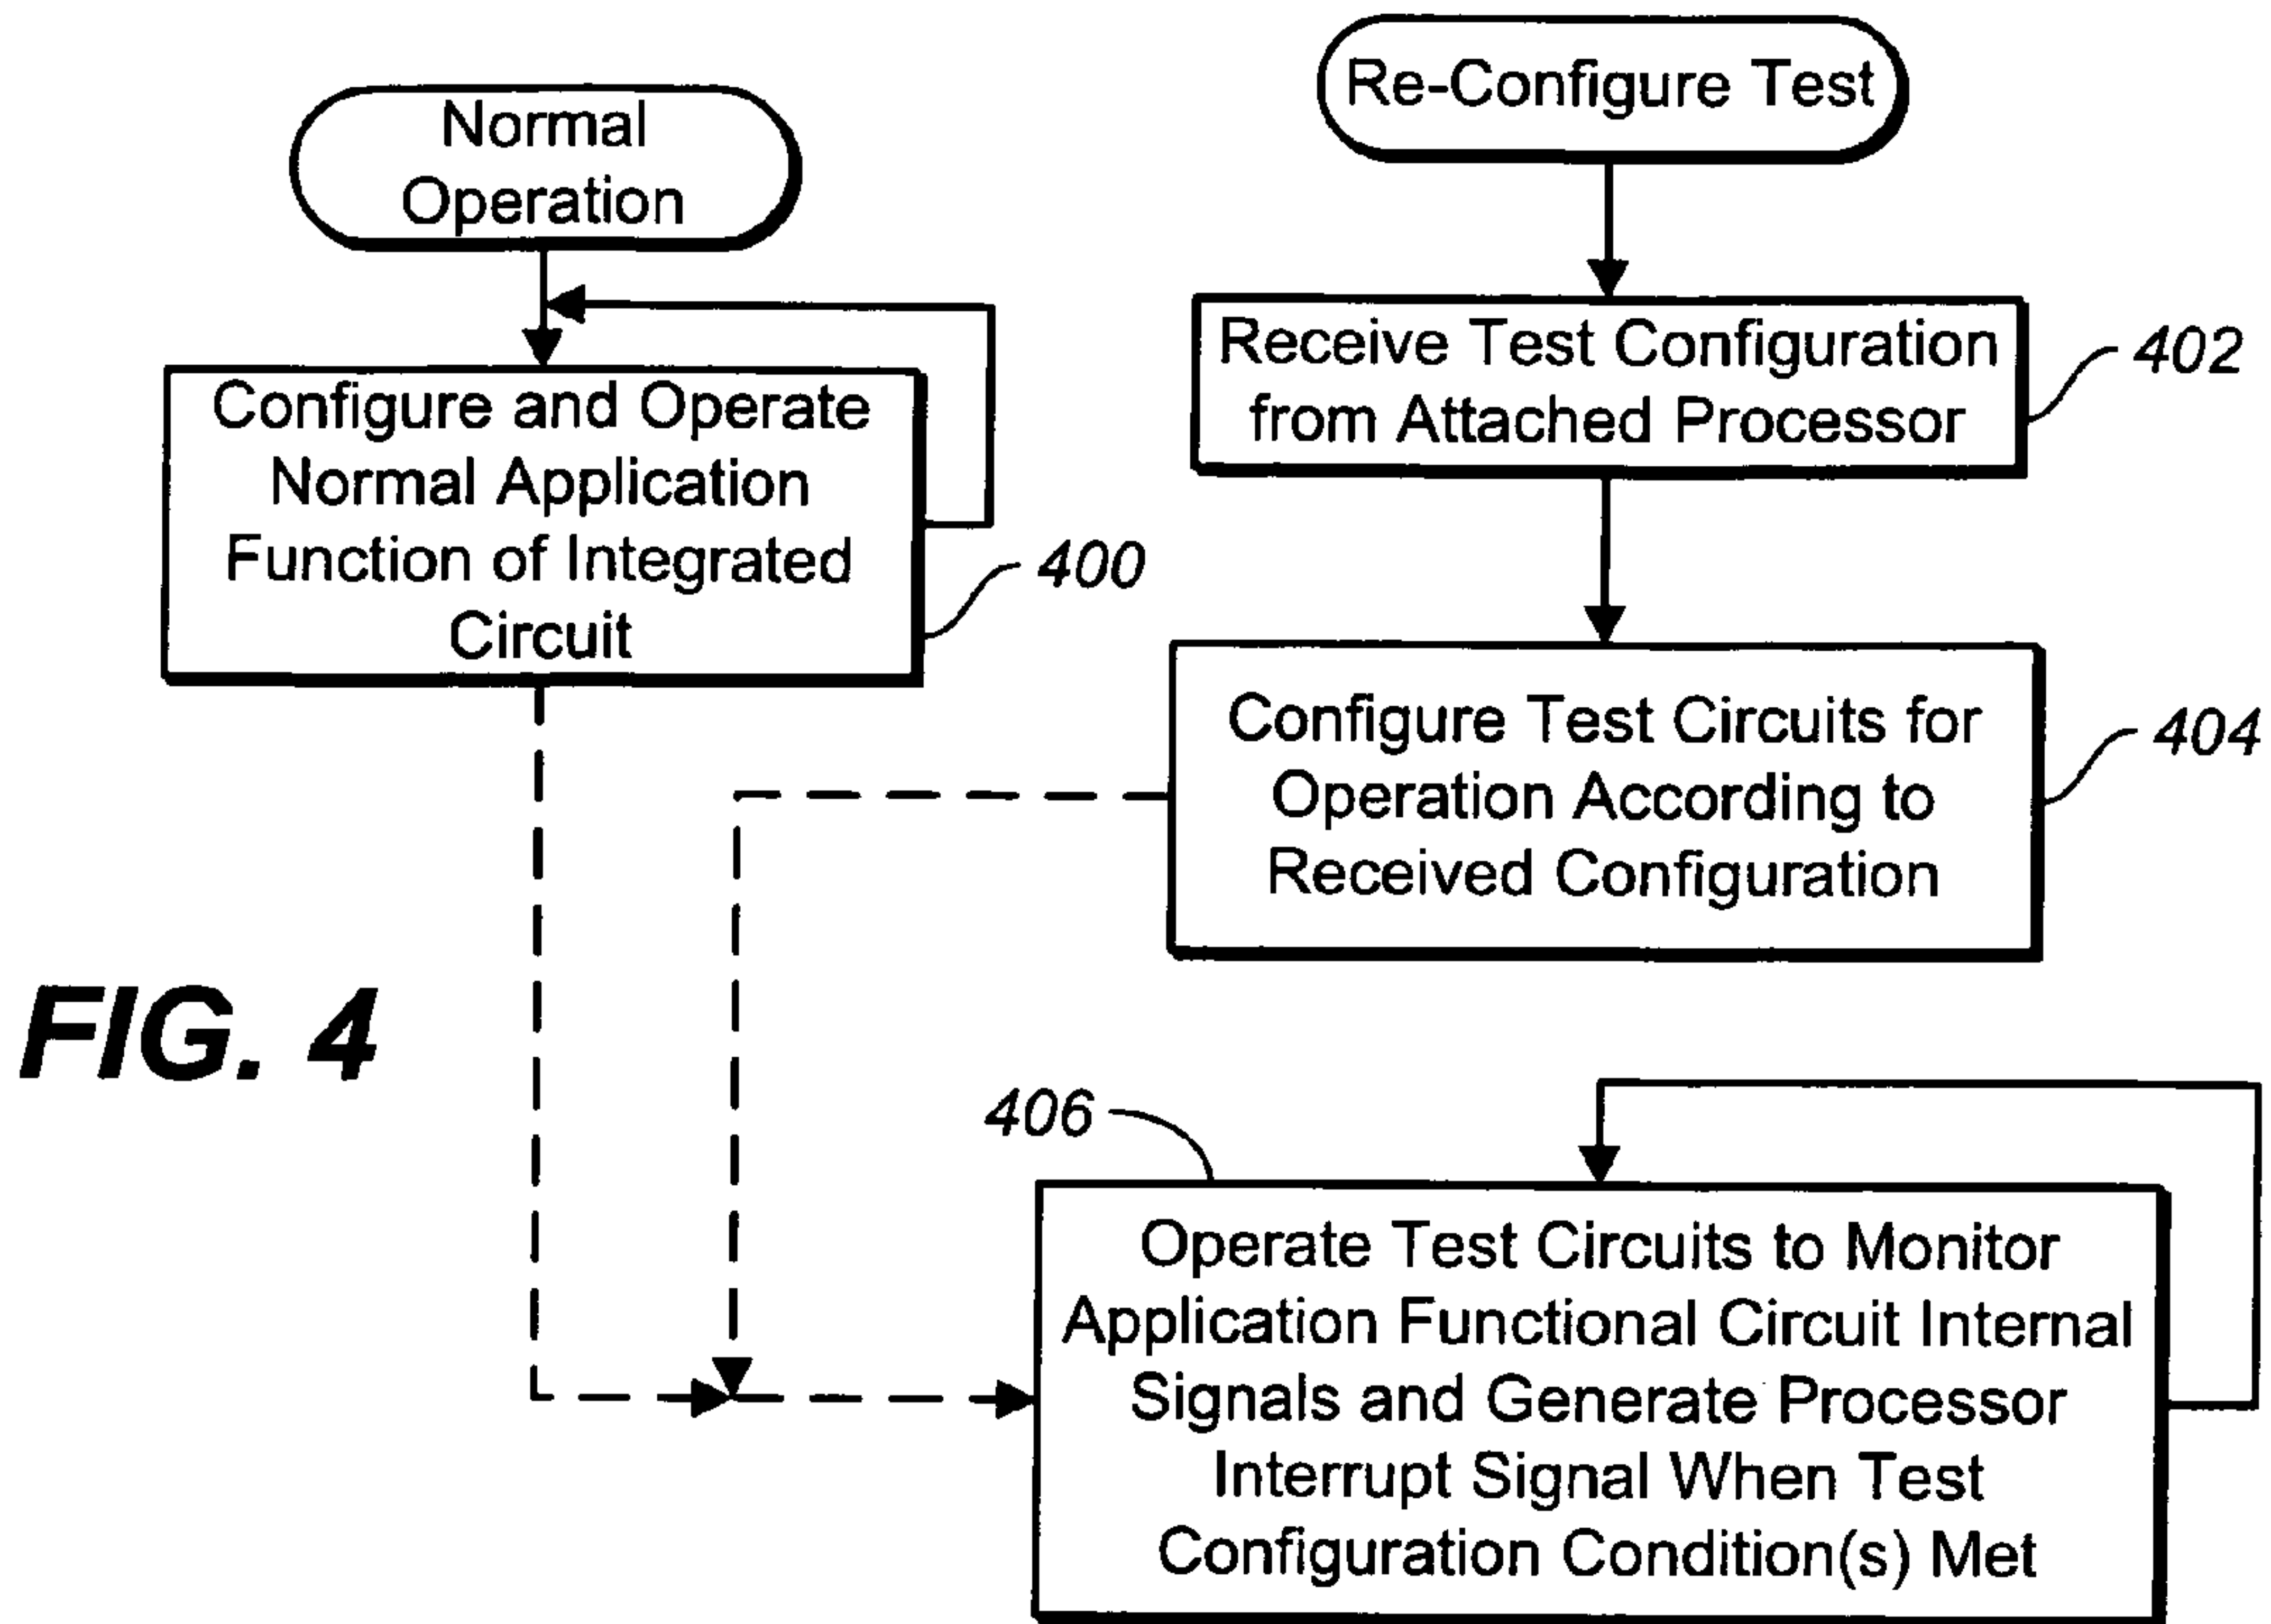 Normal
Operation
Configure and Operate
Normal Application
Function of Integrated
Circuit
400
Re-Configure Test
Receive Test Configuration
from Attached Processor
402
Configure Test Circuits for
Operation According to
Received Configuration
404
FIG. 4
406
Operate Test Circuits to Monitor
Application Functional Circuit Internal
Signals and Generate Processor
Interrupt Signal When Test
Configuration Condition(s) Met